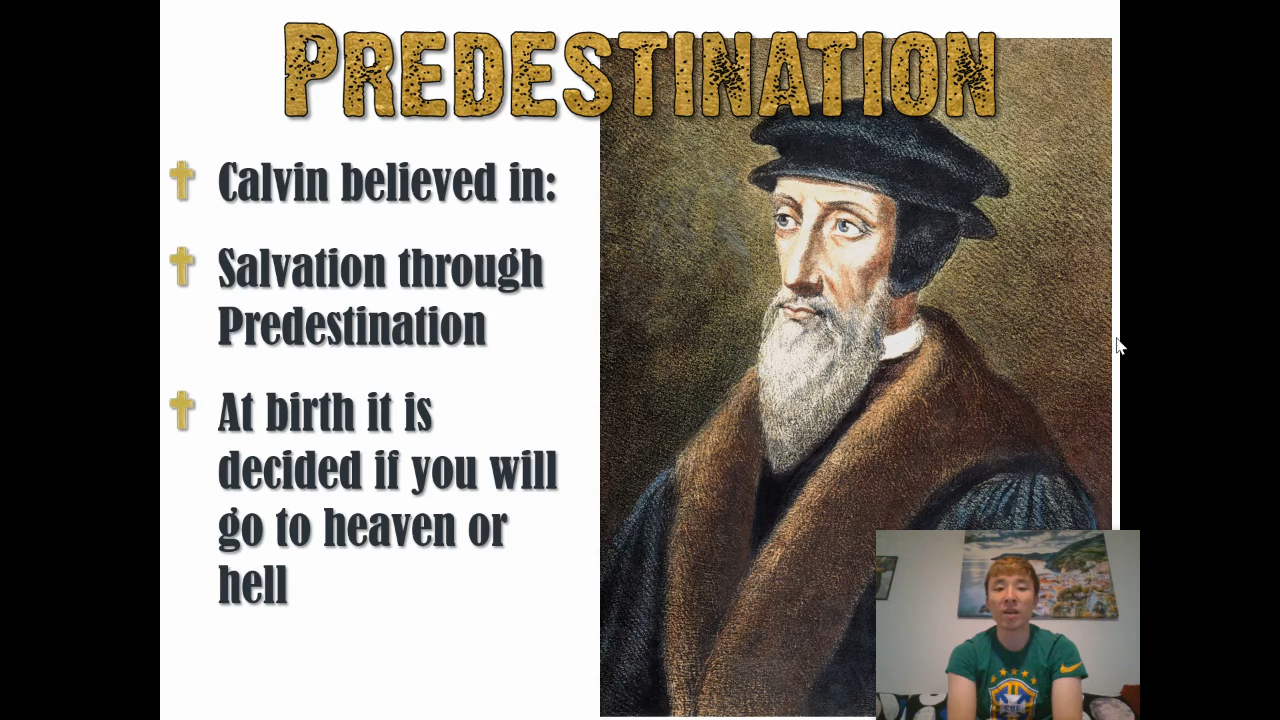 PREDESTINATION
Calvin believed in:
Salvation through
Predestination
At birth it is
decided if you will
go to heaven or
hell
CBF